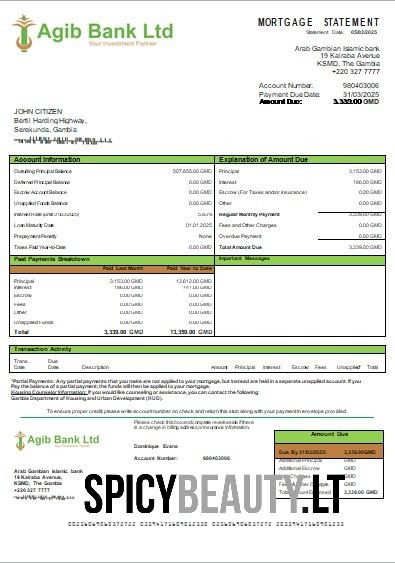 Agib Bank Ltd
Your Investment Partner
MORTGAGE STATEMENT
Statement Date: 05/03/2025
Arab Gambian Islamic bank
19 Kairaba Avenue
KSMD, The Gambia
+220 327 7777
Account Number: 980403006
Payment Due Date: 31/03/2025
Amount Due: 3,339.00 GMD
JOHN CITIZEN
Bertil Harding Highway,
Serekunda, Gambia
Account Information
Outstanding Principal Balance 507,655.00 GMD
Deferred Principal Balance 0.00 GMD
Escrow Account Balance 0.00 GMD
Unapplied Funds Balance 0.00 GMD
Interest Rate (until 31/03/2025)
Loan Maturity Date 01.01.2025
Prepayment Penalty None
Taxes Paid Year-to-Date 0.00 GMD
Explanation of Amount Due
Principal 3,153.00 GMD
Interest 186.00 GMD
Escrow (For Taxes and/or Insurance) 0.00 GMD
Other 0.00 GMD
Regular Monthly Payment 3,339.00 GMD
Fees and Other Charges 0.00 GMD
Overdue Payment 0.00 GMD
Total Amount Due 3,339.00 GMD
Past Payments Breakdown
Paid Last Month Paid Year to Date
Principal 3,153.00 GMD 12,612.00 GMD
Interest 186.00 GMD 747.00 GMD
Escrow 0.00 GMD 0.00 GMD
Fees 0.00 GMD 0.00 GMD
Other 0.00 GMD 0.00 GMD
Unapplied Funds 0.00 GMD 0.00 GMD
Total 3,339.00 GMD 13,359.00 GMD
Important Messages
Transaction Activity
Trans. Date Due Date Description Amount Principal Interest Escrow Fees Unapplied* Total
*Partial Payments: Any partial payments that you make are not applied to your mortgage, but instead are held in a separate unapplied account. If you
Pay the balance of a partial payment, the funds will then be applied to your mortgage.
Housing Counselor Information: If you would like counseling or assistance, you can contact the following:
Gambia Department of Housing and Urban Development (HUD).
To ensure proper credit please write account number on check and return this stub along with your payment in envelope provided.
Agib Bank Ltd
Your Investment Partner
Please check this box and complete reverse side if there
is a change in billing address or insurance information
Dominique Evans
Account Number: 980403006
Arab Gambian Islamic bank
19 Kairaba Avenue,
KSMD, The Gambia
+220 327 7777
Amount Due
Due By 31/03/2025 3,339.00 GMD
Additional Principal GMD
Additional Escrow GMD
GMD
3,339.00 GMD
SPICYBEAUTY.LT